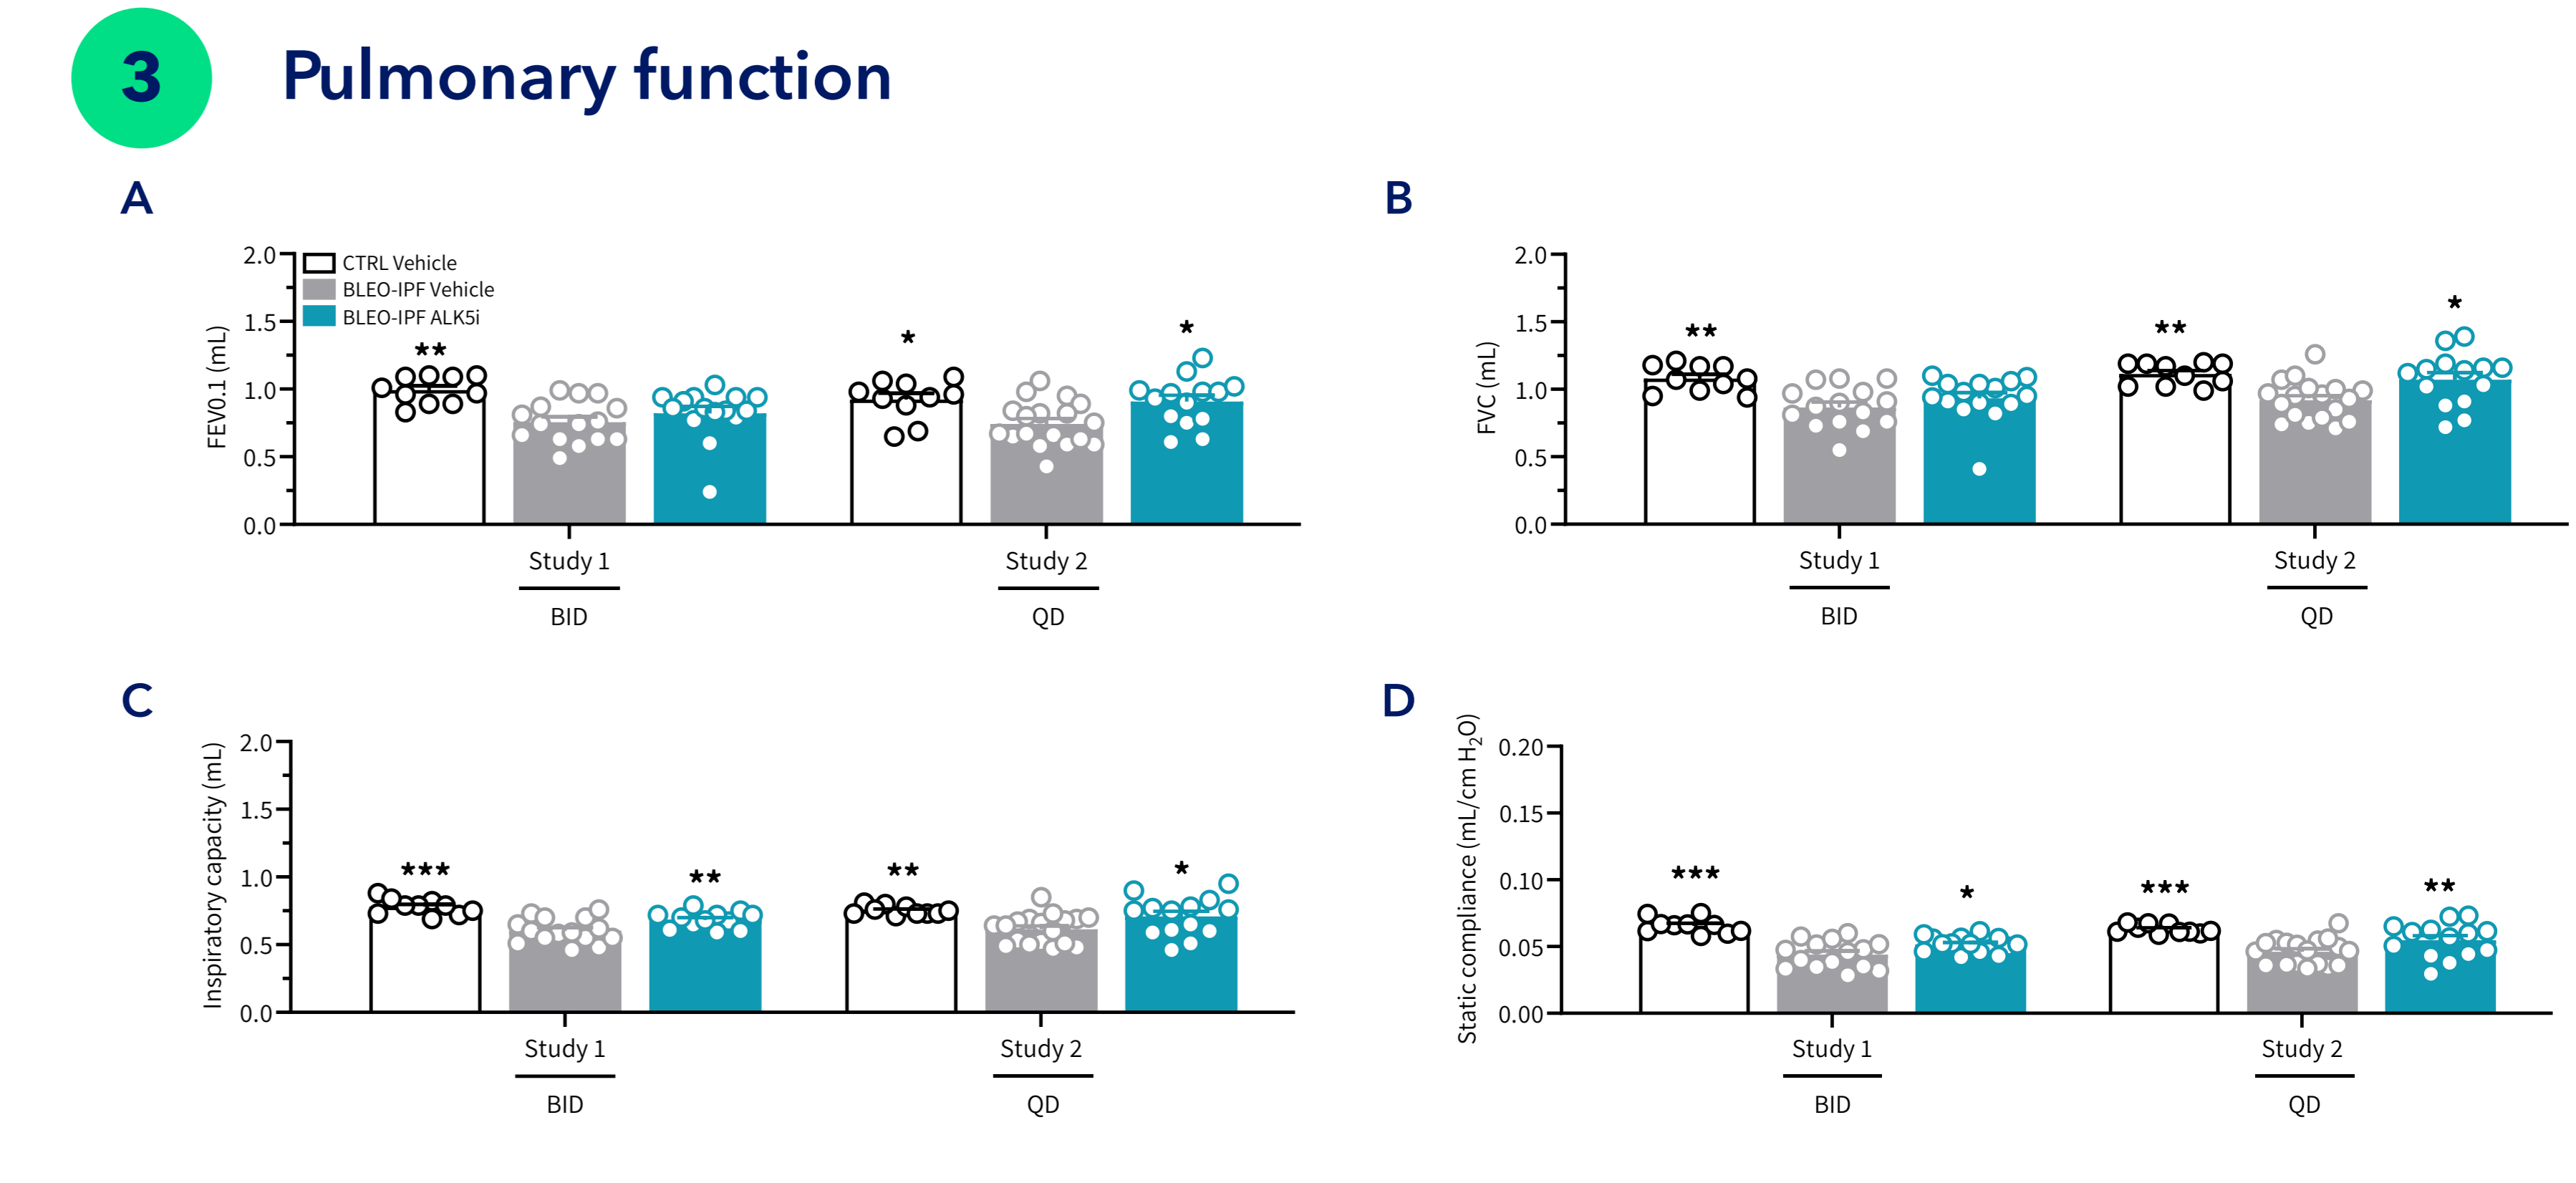 3
Pulmonary function
A
FEV0.1 (mL)
2.0
1.5
1.0
0.5
0.0
CTRL Vehicle
BLEO-IPF Vehicle
BLEO-IPF ALK5i
**
*
*
Study 1
Study 2
BID
QD
B
FVC (mL)
2.0
1.5
1.0
0.5
0.0
**
**
*
Study 1
Study 2
BID
QD
C
Inspiratory capacity (mL)
2.0
1.5
1.0
0.5
0.0
***
**
**
*
Study 1
Study 2
BID
QD
D
Static compliance (mL/cm H₂O)
0.20
0.15
0.10
0.05
0.00
***
*
***
**
Study 1
Study 2
BID
QD